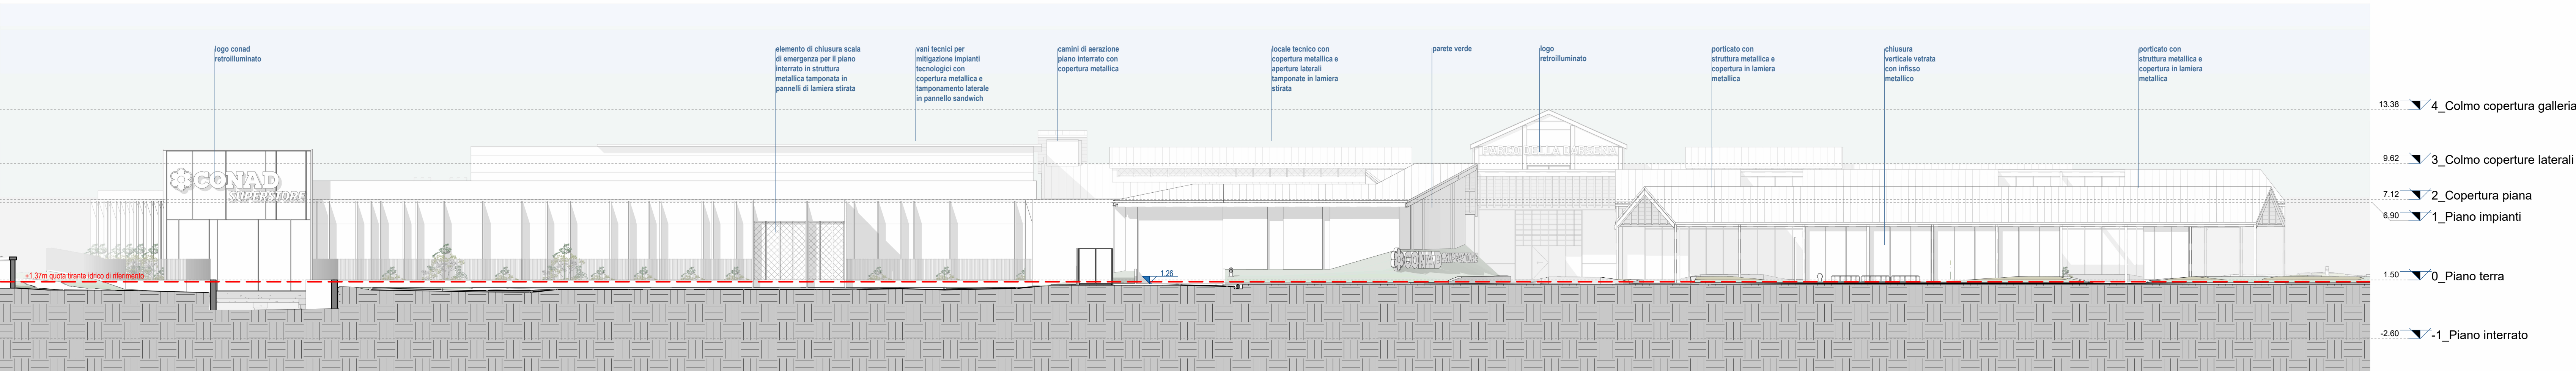 logo conad
retroilluminato
elemento di chiusura scala
di emergenza per il piano
interrato in struttura
metallica tamponata in
pannelli di lamiera stirata
vani tecnici per
mitigazione impianti
tecnologici con
copertura metallica e
tamponamento laterale
in pannello sandwich
camini di aerazione
piano interrato con
copertura metallica
locale tecnico con
copertura metallica e
aperture laterali
tamponate in lamiera
stirata
parete verde
logo
retroilluminato
porticato con
struttura metallica e
copertura in lamiera
metallica
chiusura
verticale vetrata
con infisso
metallico
porticato con
struttura metallica e
copertura in lamiera
metallica
13.38 4_Colmo copertura galleria
9.62 3_Colmo coperture laterali
7.12 2_Copertura piana
6.90 1_Piano impianti
1.50 0_Piano terra
-2.60 -1_Piano interrato
CONAD
SUPERSTORE
CONAD
+1.37m quota tirante idrico di riferimento
1.26